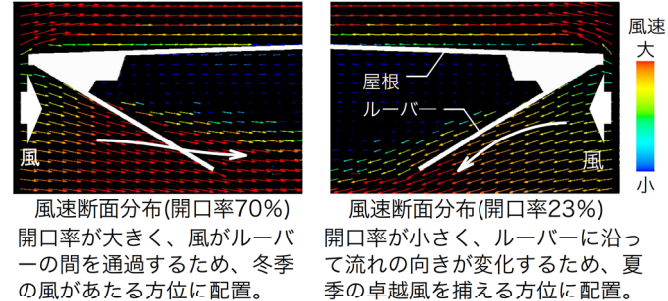 風速
大
小
屋根
ルーバー
風
風
風速断面分布(開口率70%)
開口率が大きく、風がルーバ
ーの間を通過するため、冬季
の風があたる方位に配置。
風速断面分布(開口率23%)
開口率が小さく、ルーバーに沿っ
て流れの向きが変化するため、夏
季の卓越風を捕える方位に配置。